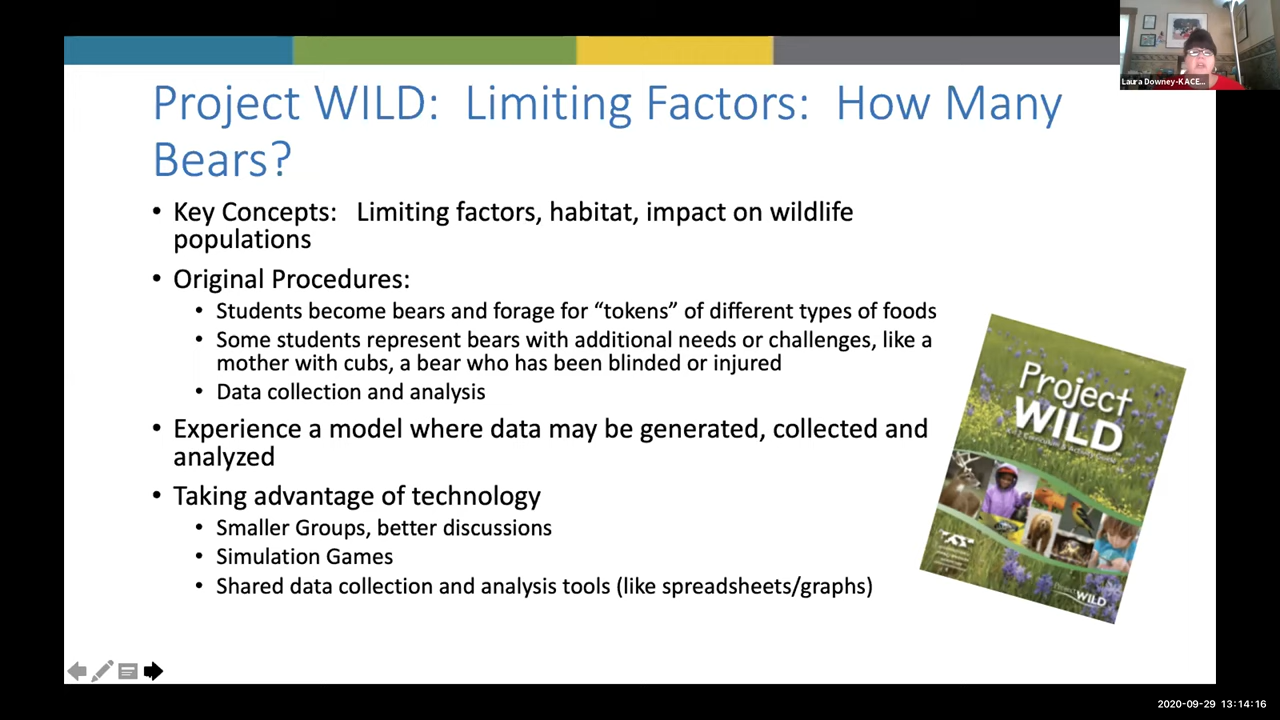 Laura Downey-KACE...
Project WILD:  Limiting Factors:  How Many
Bears?
• Key Concepts:  Limiting factors, habitat, impact on wildlife
populations
• Original Procedures:
• Students become bears and forage for “tokens” of different types of foods
• Some students represent bears with additional needs or challenges, like a
mother with cubs, a bear who has been blinded or injured
• Data collection and analysis
• Experience a model where data may be generated, collected and
analyzed
• Taking advantage of technology
• Smaller Groups, better discussions
• Simulation Games
• Shared data collection and analysis tools (like spreadsheets/graphs)
Project
WILD
WILD
2020-09-29 13:14:16